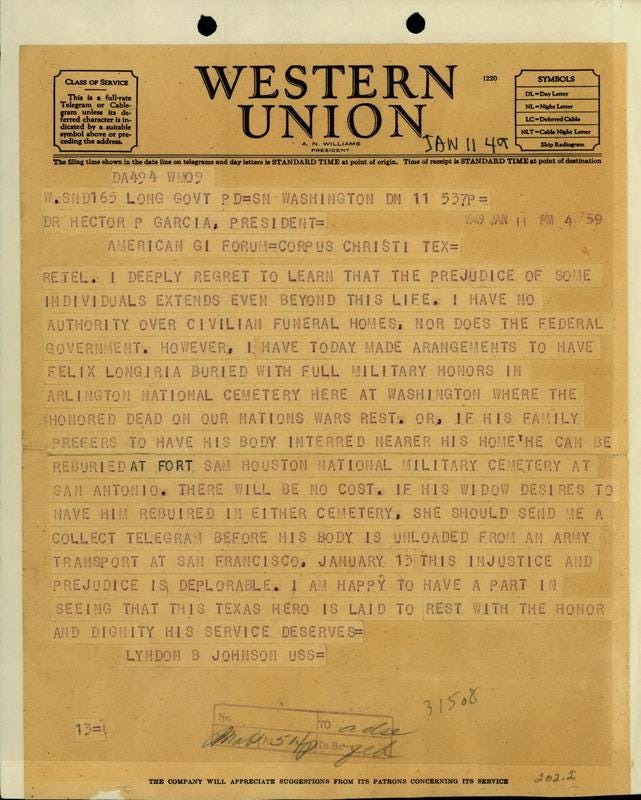 WESTERN UNION
1220
A. N. WILLIAMS
PRESIDENT
CLASS OF SERVICE
This is a full-rate
Telegram or Cable-
gram unless its de-
ferred character is in-
dicated by a suitable
symbol above or pre-
ceding the address.
SYMBOLS
DL=Day Letter
NL=Night Letter
LC=Deferred Cable
NLT=Cable Night Letter
Ship Radiogram
JAN 11 49
The filing time shown in the date line on telegrams and day letters is STANDARD TIME at point of origin. Time of receipt is STANDARD TIME at point of destination
DA494 WM09
W.SND165 LONG GOVT PD=SN WASHINGTON DN 11 537P=
DR HECTOR P GARCIA, PRESIDENT=
1949 JAN 11 PM 4 59
AMERICAN GI FORUM=CORPUS CHRISTI TEX=
RETEL. I DEEPLY REGRET TO LEARN THAT THE PREJUDICE OF SOME
INDIVIDUALS EXTENDS EVEN BEYOND THIS LIFE. I HAVE NO
AUTHORITY OVER CIVILIAN FUNERAL HOMES, NOR DOES THE FEDERAL
GOVERNMENT. HOWEVER, I HAVE TODAY MADE ARANGEMENTS TO HAVE
FELIX LONGIRIA BURIED WITH FULL MILITARY HONORS IN
ARLINGTON NATIONAL CEMETERY HERE AT WASHINGTON WHERE THE
HONORED DEAD ON OUR NATIONS WARS REST. OR, IF HIS FAMILY
PREFERS TO HAVE HIS BODY INTERRED NEARER HIS HOME'HE CAN BE
REBURIED AT FORT SAM HOUSTON NATIONAL MILITARY CEMETERY AT
SAN ANTONIO. THERE WILL BE NO COST. IF HIS WIDOW DESIRES TO
HAVE HIM REBUIRED IN EITHER CEMETERY, SHE SHOULD SEND ME A
COLLECT TELEGRAM BEFORE HIS BODY IS UNLOADED FROM AN ARMY
TRANSPORT AT SAN FRANCISCO, JANUARY 13 THIS INJUSTICE AND
PREJUDICE IS DEPLORABLE. I AM HAPPY TO HAVE A PART IN
SEEING THAT THIS TEXAS HERO IS LAID TO REST WITH THE HONOR
AND DIGNITY HIS SERVICE DESERVES=
LYNDON B JOHNSON USS=
31508
13=
No.
TO
To Be
THE COMPANY WILL APPRECIATE SUGGESTIONS FROM ITS PATRONS CONCERNING ITS SERVICE
202.2